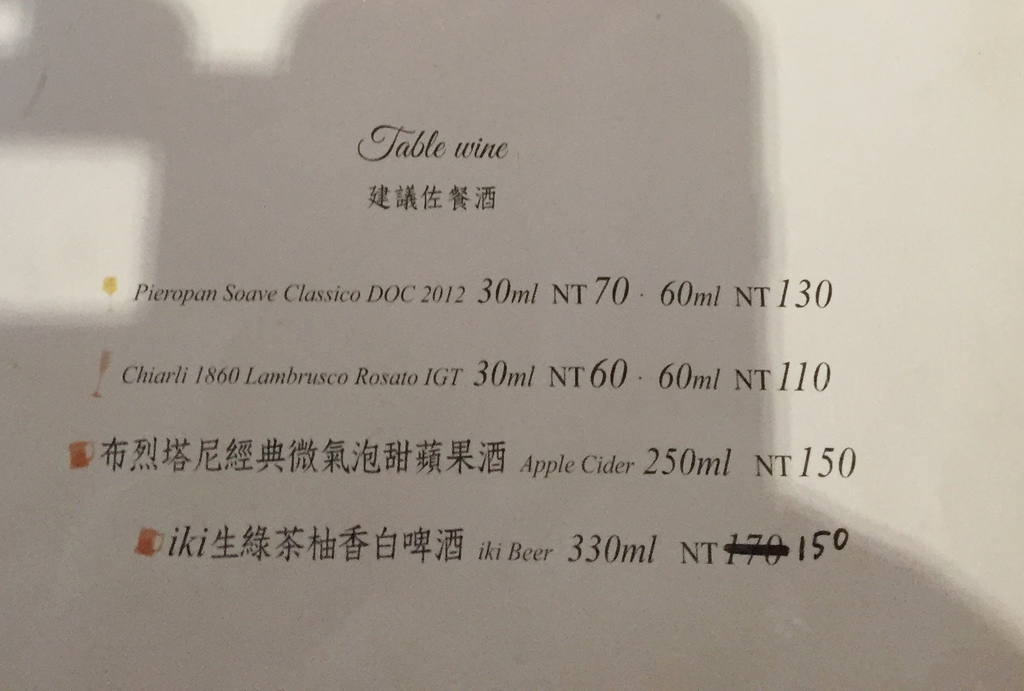 Table wine
建議佐餐酒
Pieropan Soave Classico DOC 2012 30ml NT 70 · 60ml NT 130
Chiarli 1860 Lambrusco Rosato IGT 30ml NT 60 · 60ml NT 110
布烈塔尼經典微氣泡甜蘋果酒 Apple Cider 250ml NT 150
iki生綠茶柚香白啤酒 iki Beer 330ml NT 170 150